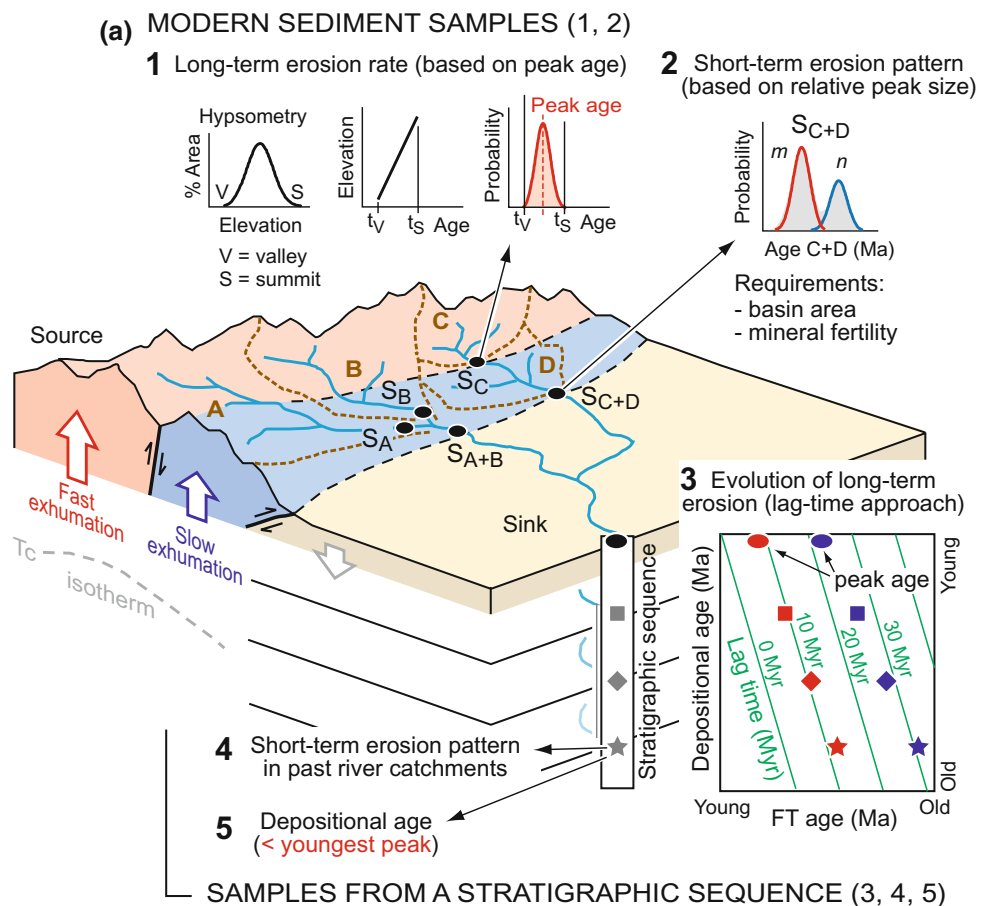 (a) MODERN SEDIMENT SAMPLES (1, 2)
1 Long-term erosion rate (based on peak age)
Hypsometry
% Area
V
S
Elevation
V = valley
S = summit
Elevation
tV
tS
Age
Peak age
Probability
tV
tS
Age
2 Short-term erosion pattern
(based on relative peak size)
SC+D
m
n
Probability
Age C+D (Ma)
Requirements:
- basin area
- mineral fertility
Source
A
B
C
D
SA
SB
SC
SA+B
SC+D
Fast
exhumation
Slow
exhumation
Sink
TC
isotherm
Stratigraphic sequence
3 Evolution of long-term
erosion (lag-time approach)
Depositional age (Ma)
peak age
Young
Old
0 Myr
10 Myr
20 Myr
30 Myr
Lag time (Myr)
Young
Old
FT age (Ma)
4 Short-term erosion pattern
in past river catchments
5 Depositional age
(< youngest peak)
SAMPLES FROM A STRATIGRAPHIC SEQUENCE (3, 4, 5)